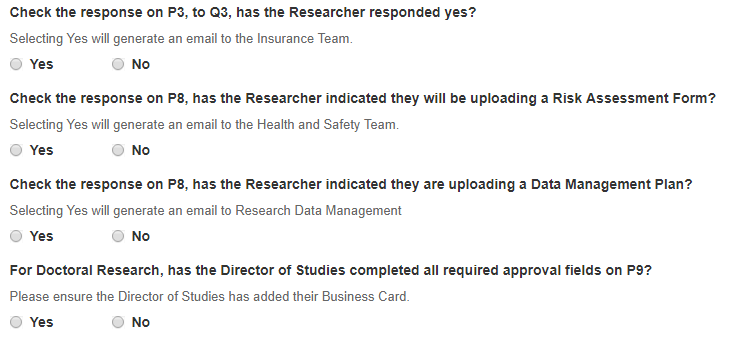 Check the response on P3, to Q3, has the Researcher responded yes?
Selecting Yes will generate an email to the Insurance Team.
Yes No
Check the response on P8, has the Researcher indicated they will be uploading a Risk Assessment Form?
Selecting Yes will generate an email to the Health and Safety Team.
Yes No
Check the response on P8, has the Researcher indicated they are uploading a Data Management Plan?
Selecting Yes will generate an email to Research Data Management
Yes No
For Doctoral Research, has the Director of Studies completed all required approval fields on P9?
Please ensure the Director of Studies has added their Business Card.
Yes No